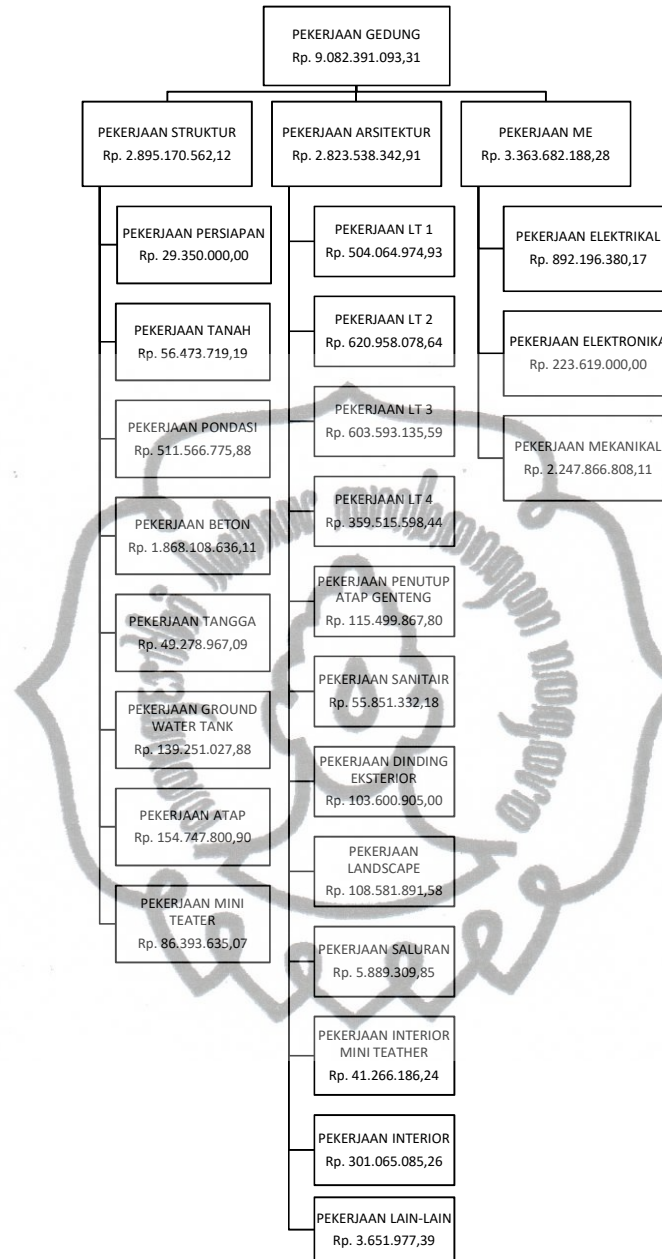 PEKERJAAN GEDUNG
Rp. 9.082.391.093,31
PEKERJAAN STRUKTUR
Rp. 2.895.170.562,12
PEKERJAAN PERSIAPAN
Rp. 29.350.000,00
PEKERJAAN TANAH
Rp. 56.473.719,19
PEKERJAAN PONDASI
Rp. 511.566.775,88
PEKERJAAN BETON
Rp. 1.868.108.636,11
PEKERJAAN TANGGA
Rp. 49.278.967,09
PEKERJAAN GROUND
WATER TANK
Rp. 139.251.027,88
PEKERJAAN ATAP
Rp. 154.747.800,90
PEKERJAAN MINI
TEATER
Rp. 86.393.635,07
PEKERJAAN ARSITEKTUR
Rp. 2.823.538.342,91
PEKERJAAN LT 1
Rp. 504.064.974,93
PEKERJAAN LT 2
Rp. 620.958.078,64
PEKERJAAN LT 3
Rp. 603.593.135,59
PEKERJAAN LT 4
Rp. 359.515.598,44
PEKERJAAN PENUTUP
ATAP GENTENG
Rp. 115.499.867,80
PEKERJAAN SANITAIR
Rp. 55.851.332,18
PEKERJAAN DINDING
EKSTERIOR
Rp. 103.600.905,00
PEKERJAAN
LANDSCAPE
Rp. 108.581.891,58
PEKERJAAN SALURAN
Rp. 5.889.309,85
PEKERJAAN INTERIOR
MINI TEATHER
Rp. 41.266.186,24
PEKERJAAN INTERIOR
Rp. 301.065.085,26
PEKERJAAN LAIN-LAIN
Rp. 3.651.977,39
PEKERJAAN ME
Rp. 3.363.682.188,28
PEKERJAAN ELEKTRIKAL
Rp. 892.196.380,17
PEKERJAAN ELEKTRONIKA
Rp. 223.619.000,00
PEKERJAAN MEKANIKAL
Rp. 2.247.866.808,11